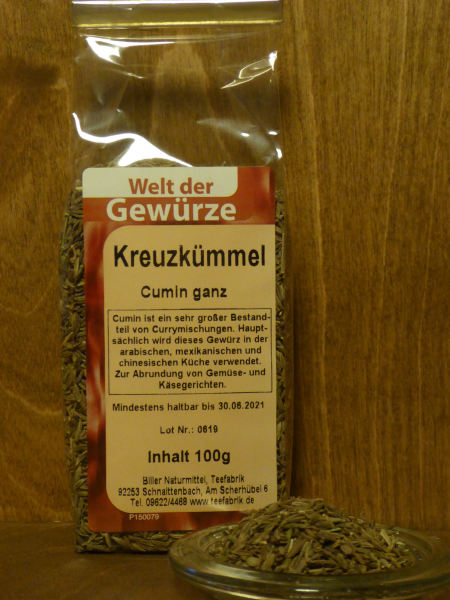 Welt der
Gewürze
Kreuzkümmel
Cumin ganz
Cumin ist ein sehr großer Bestand-
teil von Currymischungen. Haupt-
sächlich wird dieses Gewürz in der
arabischen, mexikanischen und
chinesischen Küche verwendet.
Zur Abrundung von Gemüse- und
Käsegerichten.
Mindestens haltbar bis 30.06.2021
Lot Nr.: 0619
Inhalt 100g
Biller Naturmittel, Teefabrik
92253 Schnaittenbach, Am Scherhübel 6
Tel. 09622/4468 www.teefabrik.de
P150079